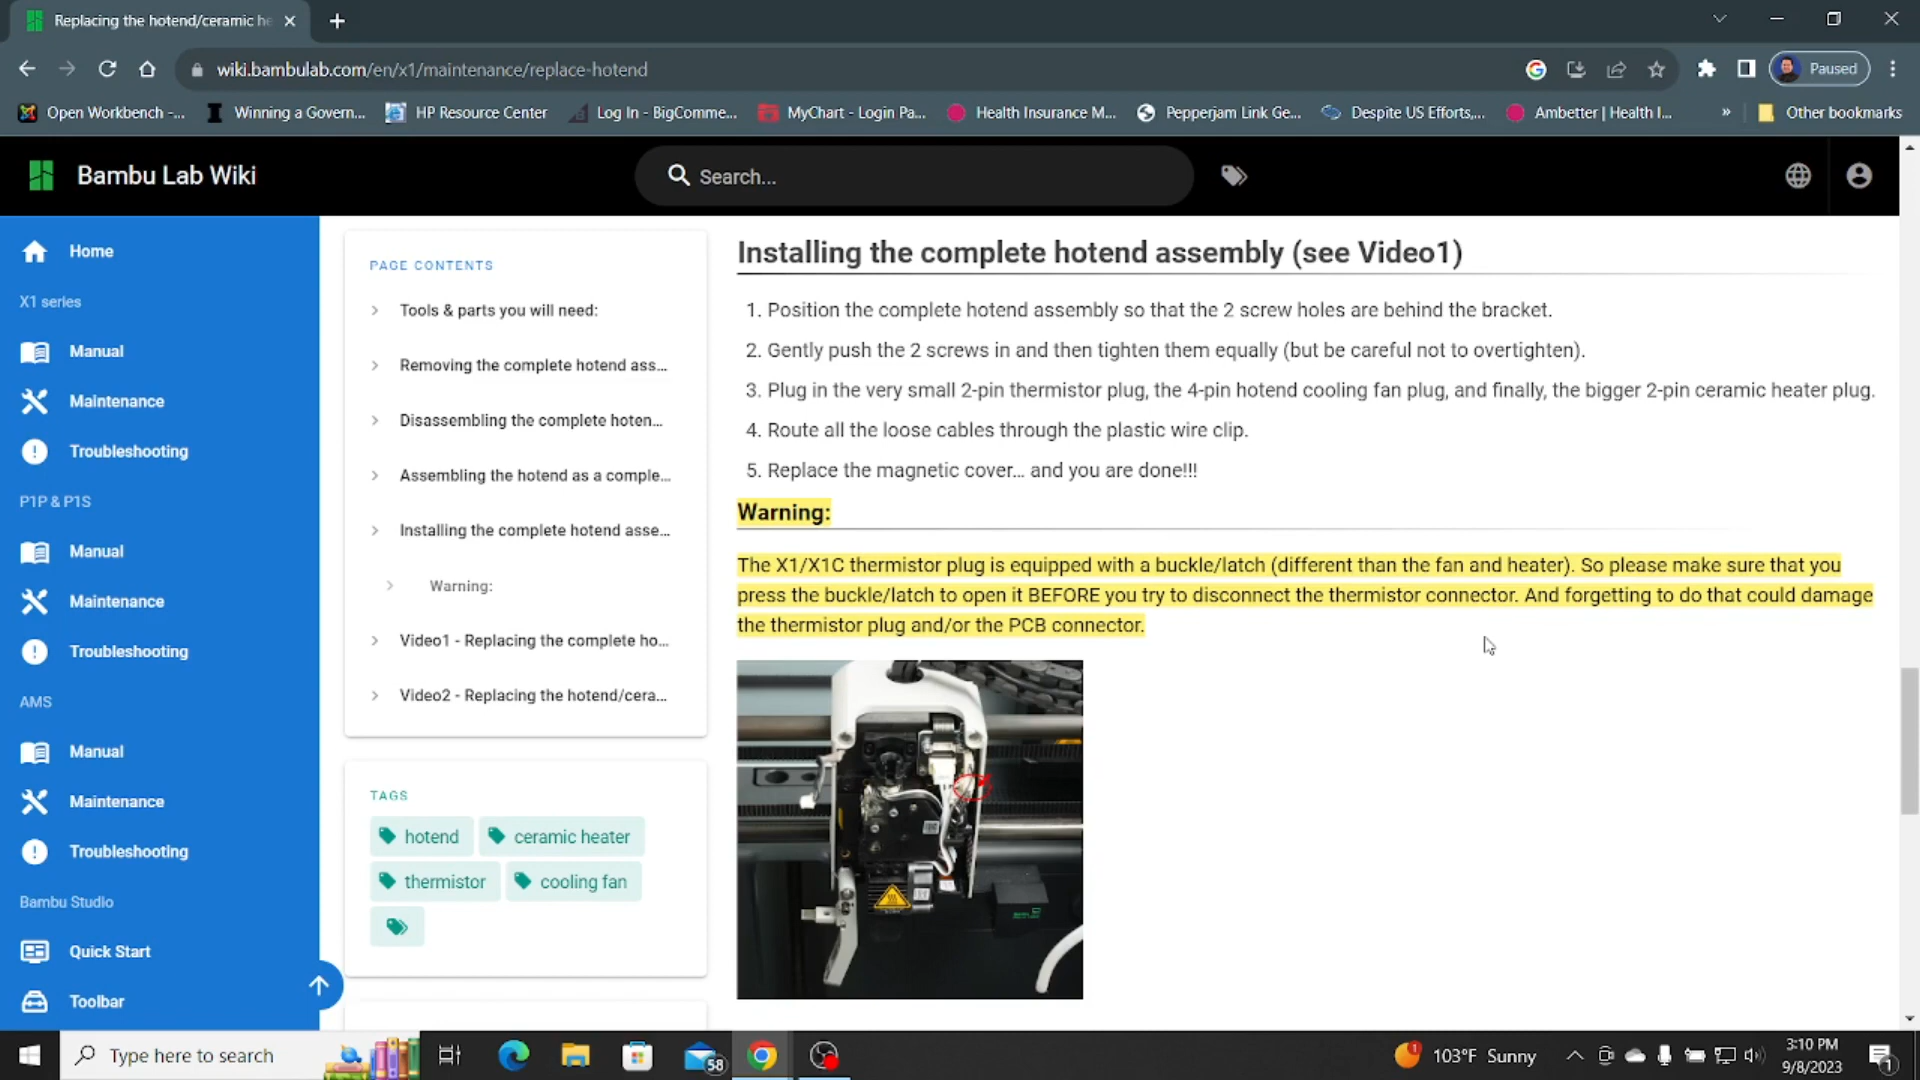 Replacing the hotend/ceramic he
wiki.bambulab.com/en/x1/maintenance/replace-hotend
Paused
Open Workbench -...
Winning a Govern...
HP Resource Center
Log In - BigComme...
MyChart - Login Pa...
Health Insurance M...
Pepperjam Link Ge...
Despite US Efforts,...
Ambetter | Health I...
»
Other bookmarks
Bambu Lab Wiki
Search...
Home
X1 series
Manual
Maintenance
Troubleshooting
P1P & P1S
Manual
Maintenance
Troubleshooting
AMS
Manual
Maintenance
Troubleshooting
Bambu Studio
Quick Start
Toolbar
PAGE CONTENTS
Tools & parts you will need:
Removing the complete hotend ass...
Disassembling the complete hoten...
Assembling the hotend as a comple...
Installing the complete hotend asse...
Warning:
Video1 - Replacing the complete ho...
Video2 - Replacing the hotend/cera...
TAGS
hotend
ceramic heater
thermistor
cooling fan
Installing the complete hotend assembly (see Video1)
1. Position the complete hotend assembly so that the 2 screw holes are behind the bracket.
2. Gently push the 2 screws in and then tighten them equally (but be careful not to overtighten).
3. Plug in the very small 2-pin thermistor plug, the 4-pin hotend cooling fan plug, and finally, the bigger 2-pin ceramic heater plug.
4. Route all the loose cables through the plastic wire clip.
5. Replace the magnetic cover... and you are done!!!
Warning:
The X1/X1C thermistor plug is equipped with a buckle/latch (different than the fan and heater). So please make sure that you
press the buckle/latch to open it BEFORE you try to disconnect the thermistor connector. And forgetting to do that could damage
the thermistor plug and/or the PCB connector.
Type here to search
58
1
103°F Sunny
3:10 PM
9/8/2023
1